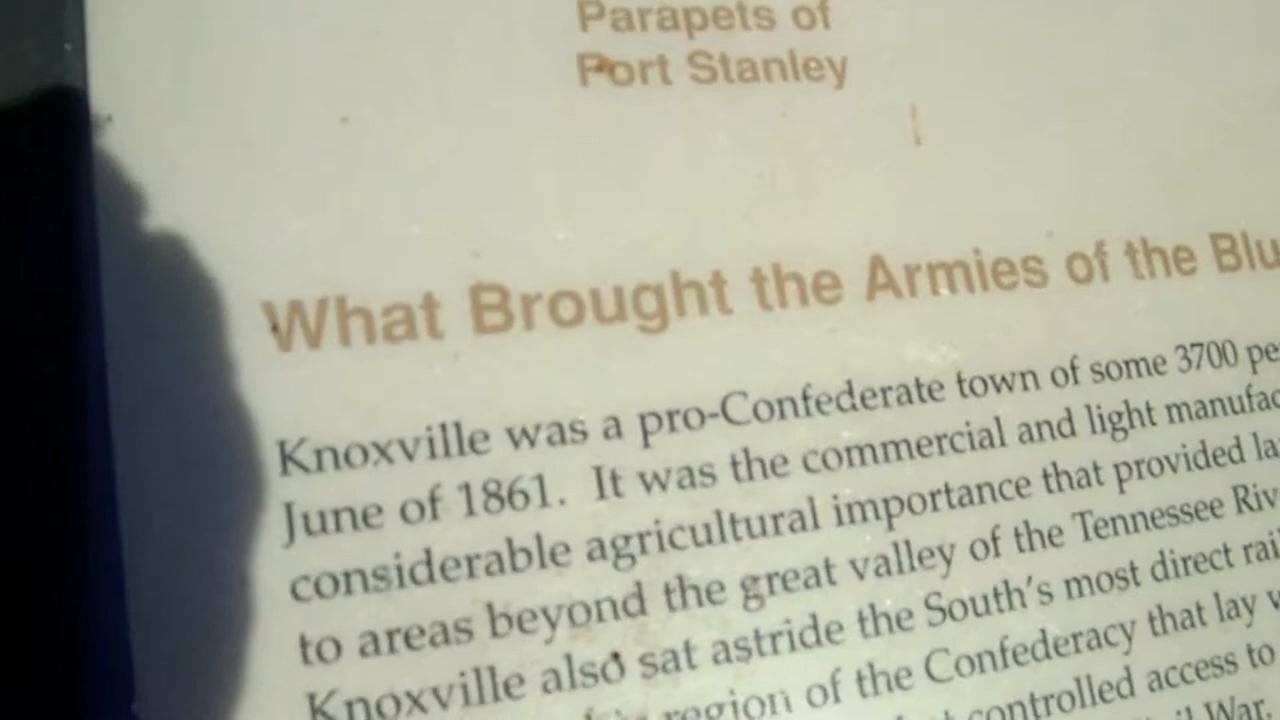 Parapets of
Fort Stanley
What Brought the Armies of the Blu
Knoxville was a pro-Confederate town of some 3700 pe
June of 1861. It was the commercial and light manufac
considerable agricultural importance that provided la
to areas beyond the great valley of the Tennessee Riv
Knoxville also sat astride the South's most direct rail
region of the Confederacy that lay w
controlled access to
War.